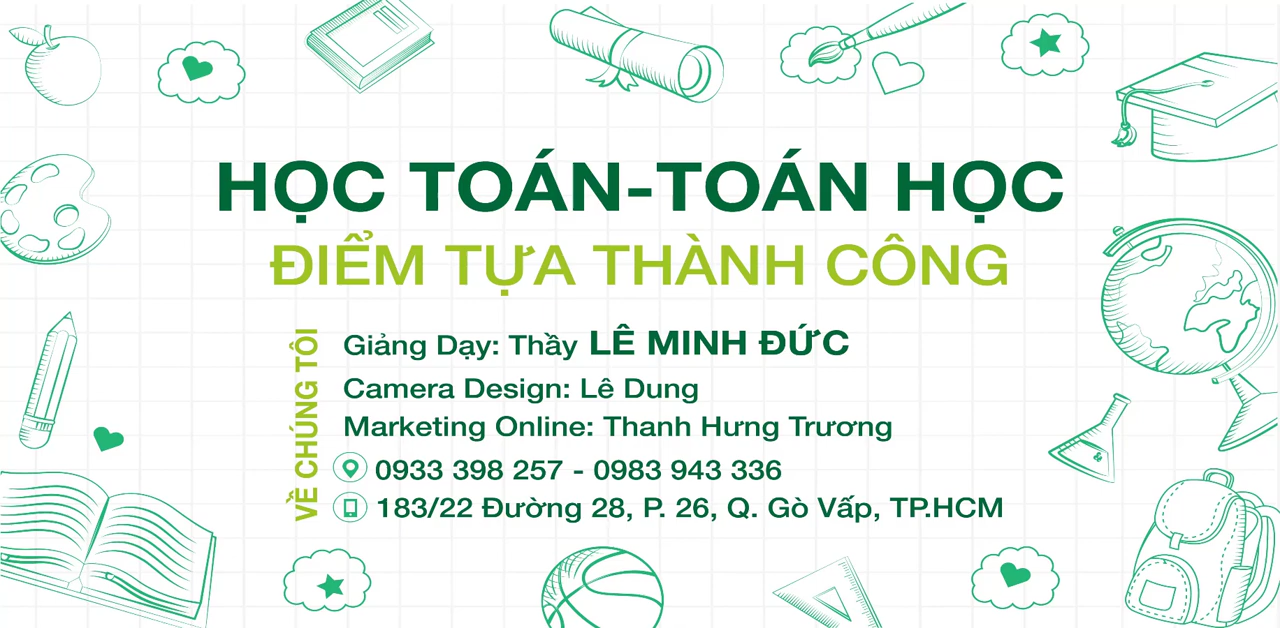 HỌC TOÁN-TOÁN HỌC
ĐIỂM TỰA THÀNH CÔNG
VỀ CHÚNG TÔI
Giảng Dạy: Thầy LÊ MINH ĐỨC
Camera Design: Lê Dung
Marketing Online: Thanh Hưng Trương
0933 398 257 - 0983 943 336
183/22 Đường 28, P. 26, Q. Gò Vấp, TP.HCM